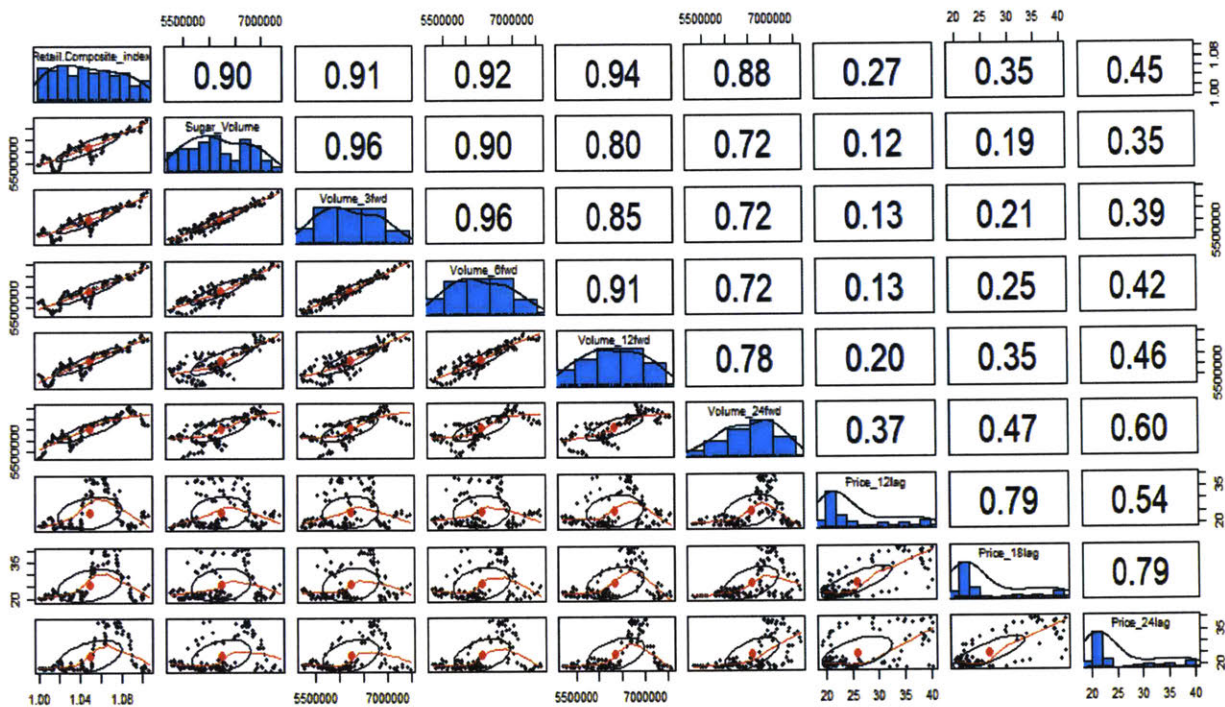 5500000 7000000 5500000 7000000 5500000 7000000 20 25 30 35 40
Retail.Composite_index 0.90 0.91 0.92 0.94 0.88 0.27 0.35 0.45 1.00 1.08
5500000 Sugar_Volume 0.96 0.90 0.80 0.72 0.12 0.19 0.35
Volume_3fwd 0.96 0.85 0.72 0.13 0.21 0.39 5500000
5500000 Volume_6fwd 0.91 0.72 0.13 0.25 0.42
Volume_12fwd 0.78 0.20 0.35 0.46 5500000
5500000 Volume_24fwd 0.37 0.47 0.60
Price_12lag 0.79 0.54 20 35
20 35 Price_18lag 0.79
Price_24lag 20 35
1.00 1.04 1.08 5500000 7000000 5500000 7000000 20 25 30 35 40 20 25 30 35 40